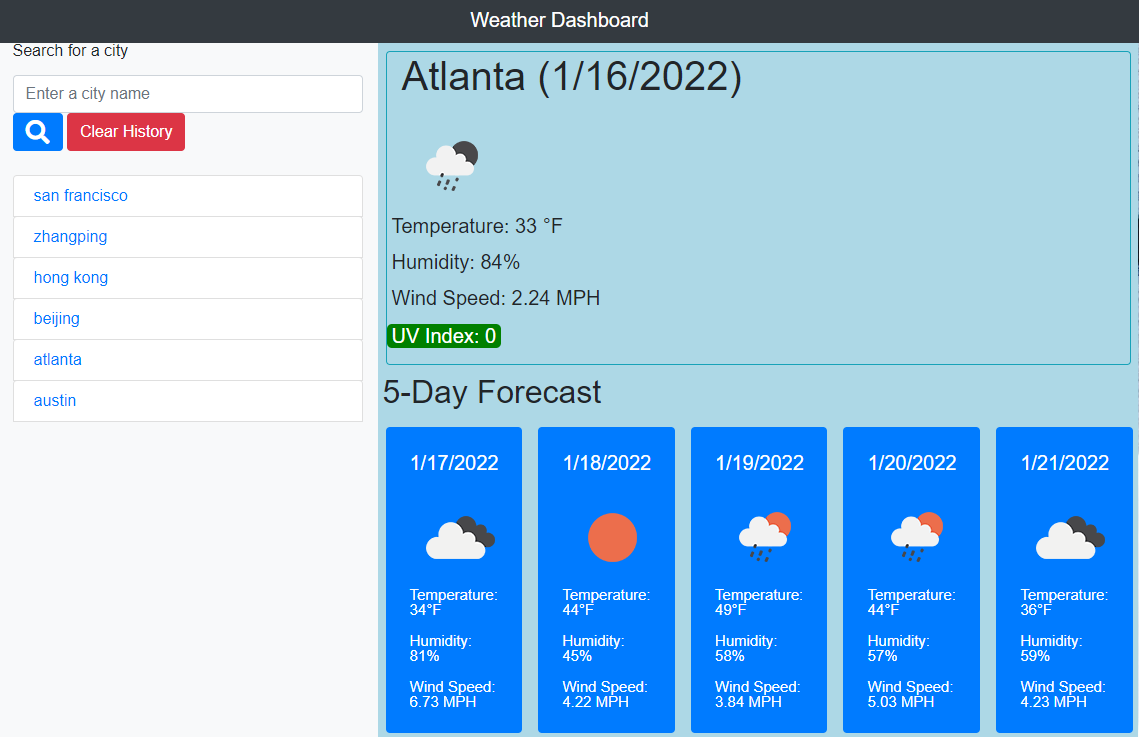 Weather Dashboard
Search for a city
Enter a city name
Clear History
san francisco
zhangping
hong kong
beijing
atlanta
austin
Atlanta (1/16/2022)
Temperature: 33 °F
Humidity: 84%
Wind Speed: 2.24 MPH
UV Index: 0
5-Day Forecast
1/17/2022
Temperature:
34°F
Humidity:
81%
Wind Speed:
6.73 MPH
1/18/2022
Temperature:
44°F
Humidity:
45%
Wind Speed:
4.22 MPH
1/19/2022
Temperature:
49°F
Humidity:
58%
Wind Speed:
3.84 MPH
1/20/2022
Temperature:
44°F
Humidity:
57%
Wind Speed:
5.03 MPH
1/21/2022
Temperature:
36°F
Humidity:
59%
Wind Speed:
4.23 MPH